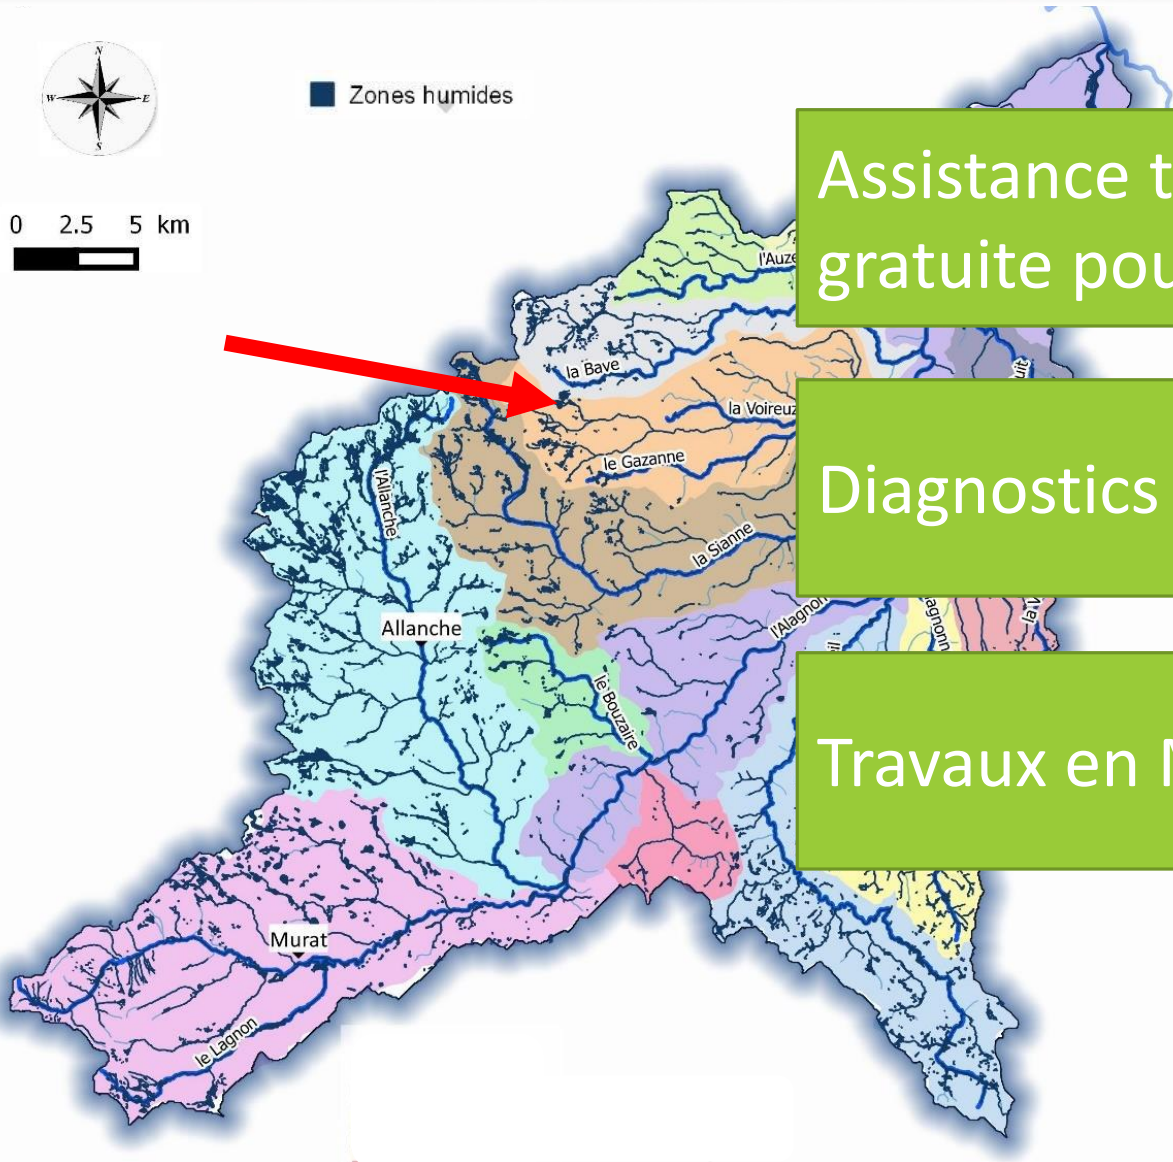 N
W
E
S
Zones humides
0 2.5 5 km
Assistance t
gratuite pou
l'Auze
la Bave
la Voireuz
le Gazanne
Diagnostics
l'Allanche
la Sianne
l'Alagnon
Allanche
le Bouzaire
Travaux en
Murat
le Lagnon